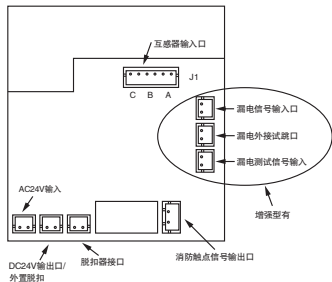 互感器输入口
J1
C B A
漏电信号输入口
漏电外接试跳口
漏电测试信号输入
增强型有
AC24V输入
DC24V输出口/
外置脱扣
脱扣器接口
消防触点信号输出口